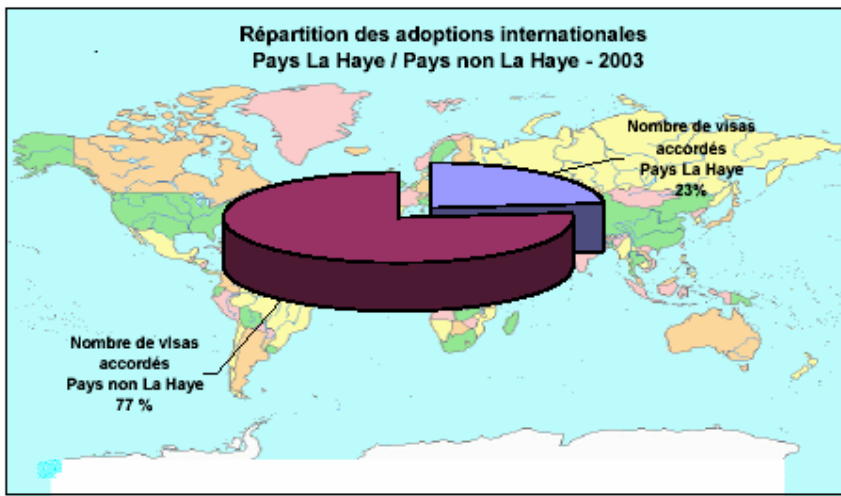 Répartition des adoptions internationales
Pays La Haye / Pays non La Haye - 2003
Nombre de visas
accordés
Pays La Haye
23%
Nombre de visas
accordés
Pays non La Haye
77 %